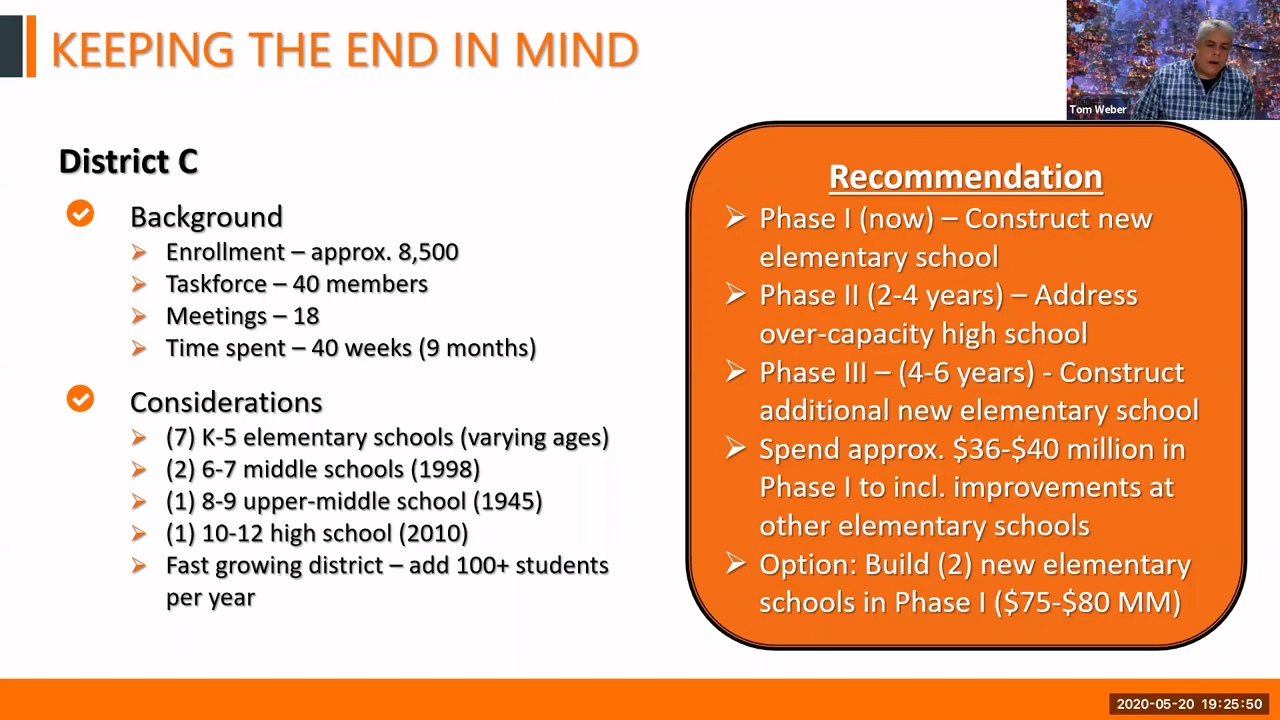 KEEPING THE END IN MIND
Tom Weber
District C
Background
Enrollment – approx. 8,500
Taskforce – 40 members
Meetings – 18
Time spent – 40 weeks (9 months)
Considerations
(7) K-5 elementary schools (varying ages)
(2) 6-7 middle schools (1998)
(1) 8-9 upper-middle school (1945)
(1) 10-12 high school (2010)
Fast growing district – add 100+ students
per year
Recommendation
Phase I (now) – Construct new
elementary school
Phase II (2-4 years) – Address
over-capacity high school
Phase III – (4-6 years) - Construct
additional new elementary school
Spend approx. $36-$40 million in
Phase I to incl. improvements at
other elementary schools
Option: Build (2) new elementary
schools in Phase I ($75-$80 MM)
2020-05-20 19:25:50